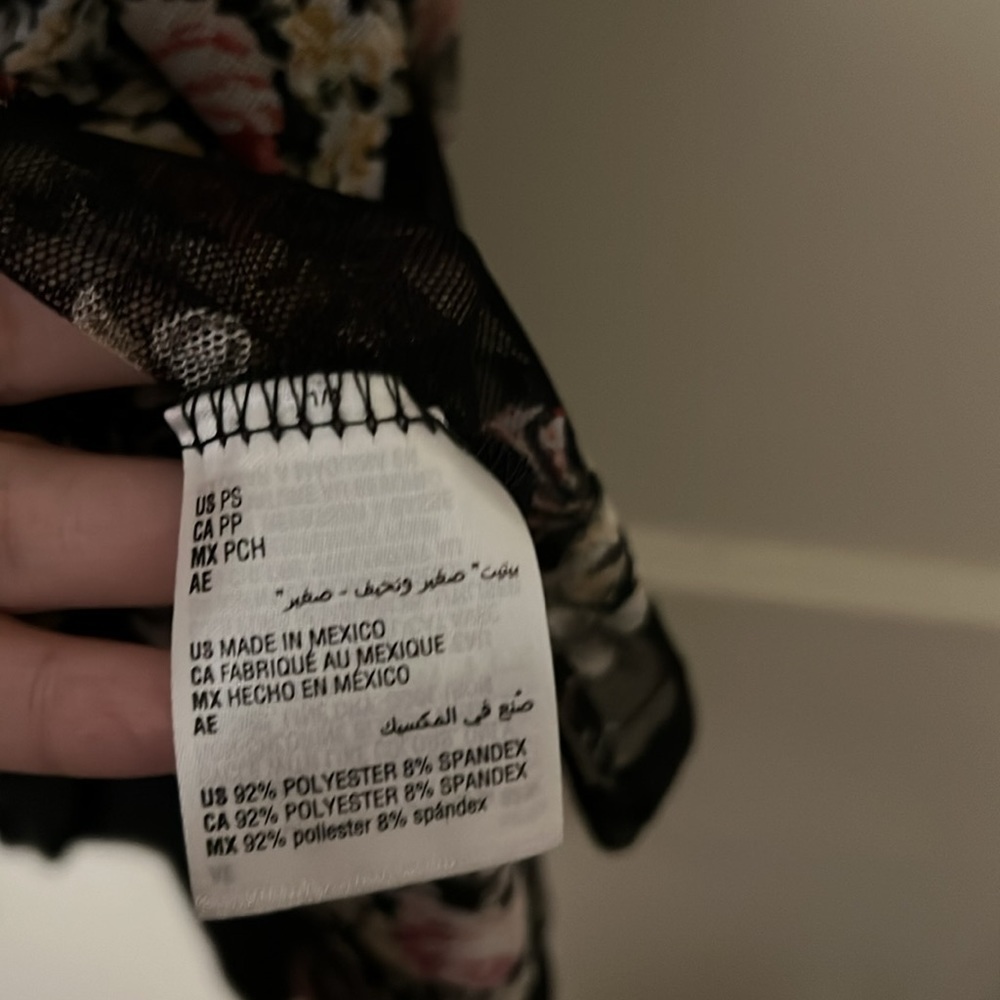 US PS
CA PP
MX PCH
AE
بيتيت" صغير ونحيف - صغير"
US MADE IN MEXICO
CA FABRIQUÉ AU MEXIQUE
MX HECHO EN MÉXICO
AE
صُنع في المكسيك
US 92% POLYESTER 8% SPANDEX
CA 92% POLYESTER 8% SPANDEX
MX 92% poliester 8% spándex